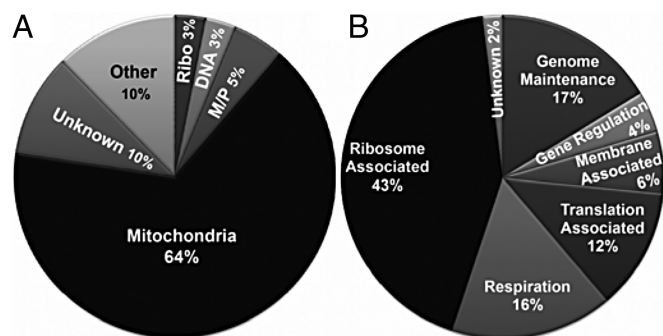 A
Ribo 3%
DNA 3%
M/P 5%
Other
10%
Unknown 10%
Mitochondria
64%
B
Unknown 2%
Genome
Maintenance
17%
Gene Regulation
4%
Membrane
Associated
6%
Translation
Associated
12%
Respiration
16%
Ribosome
Associated
43%